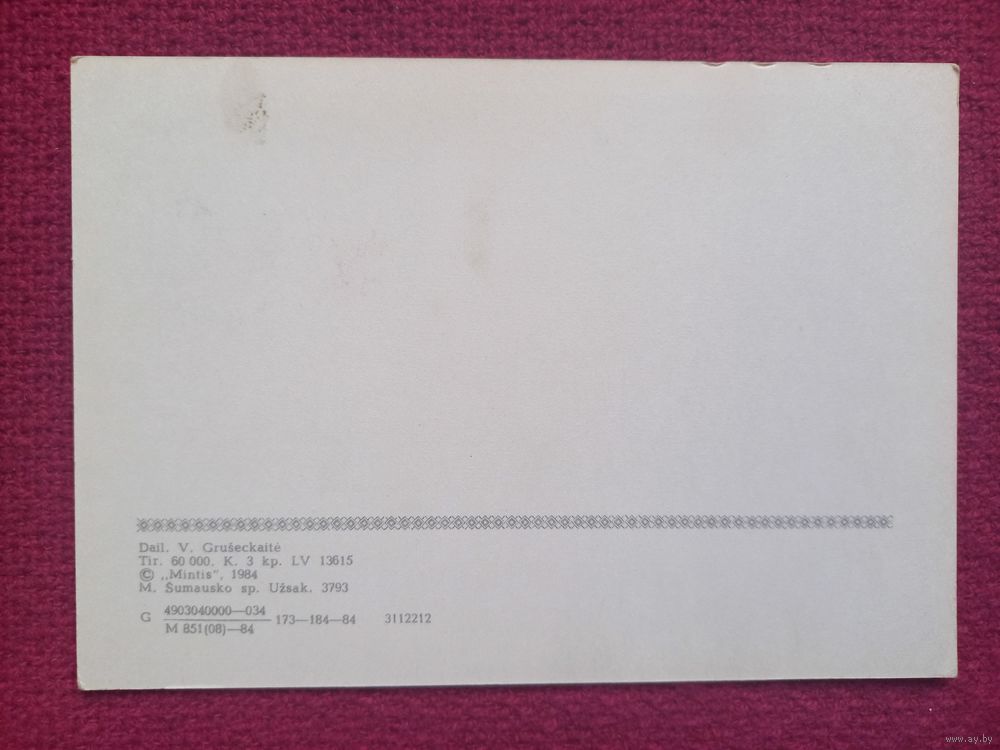 Dail. V. Grušeckaitė
Tir. 60 000. K. 3 kp. LV 13615
© „Mintis", 1984
M. Šumausko sp. Užsak. 3793
G 4903040000—034 173—184—84 3112212
M 851(08)—84
www.ay.by